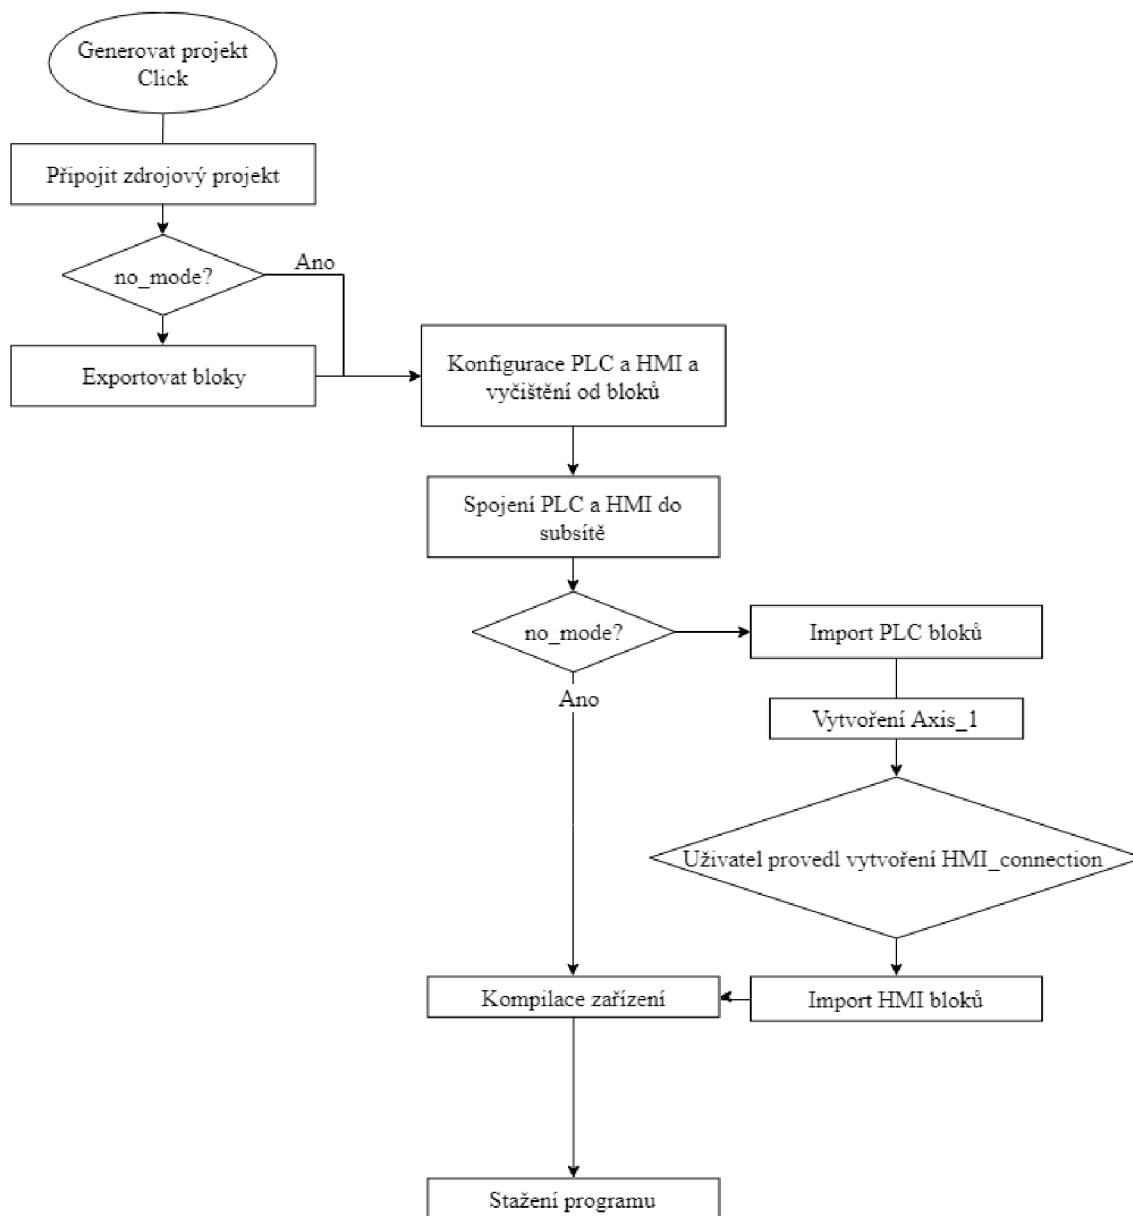 Generovat projekt
Click
Připojit zdrojový projekt
no_mode?
Ano
Exportovat bloky
Konfigurace PLC a HMI a
vyčištění od bloků
Spojení PLC a HMI do
subsítě
no_mode?
Import PLC bloků
Ano
Vytvoření Axis_1
Uživatel provedl vytvoření HMI_connection
Kompilace zařízení
Import HMI bloků
Stažení programu